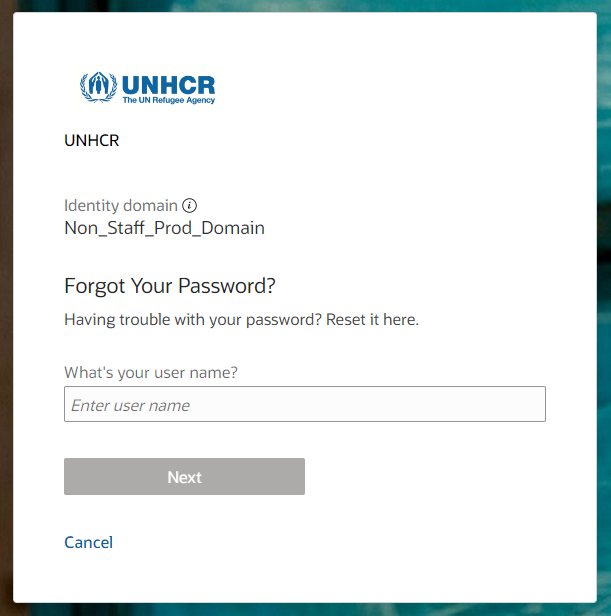 UNHCR
The UN Refugee Agency
UNHCR
Identity domain
Non_Staff_Prod_Domain
Forgot Your Password?
Having trouble with your password? Reset it here.
What's your user name?
Enter user name
Next
Cancel